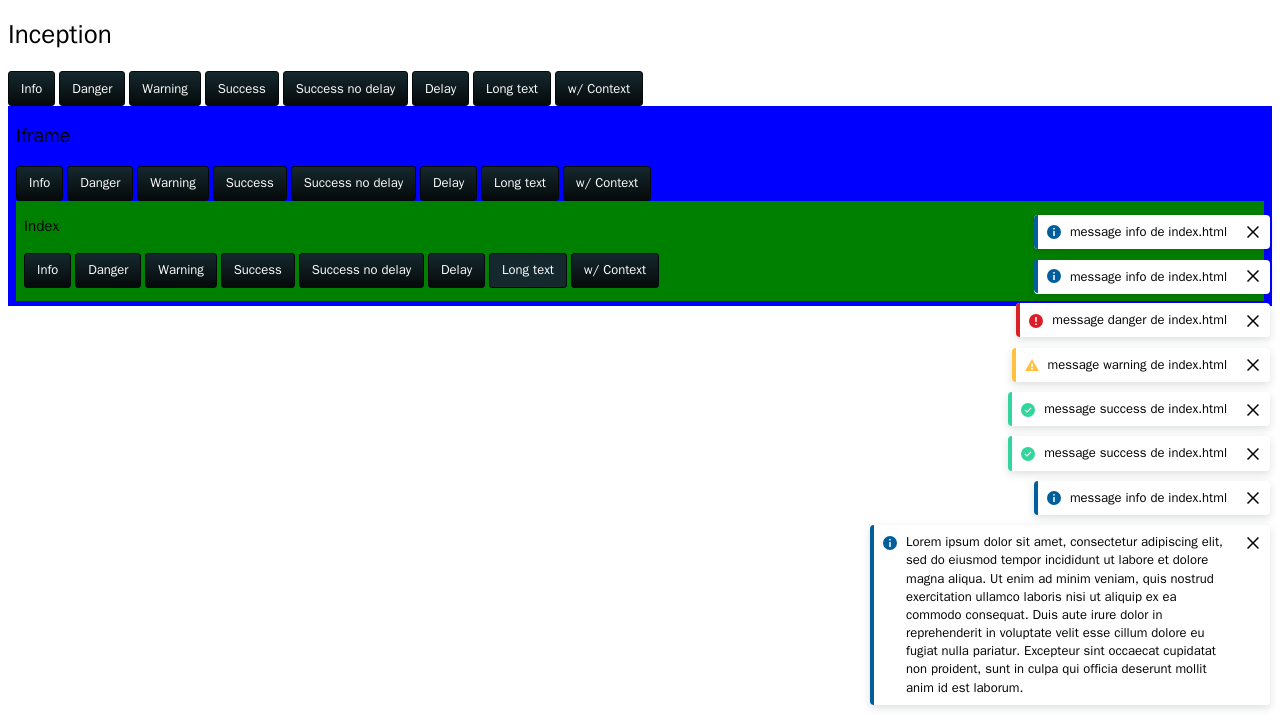 Inception
Info Danger Warning Success Success no delay Delay Long text w/ Context
Iframe
Info Danger Warning Success Success no delay Delay Long text w/ Context
Index
Info Danger Warning Success Success no delay Delay Long text w/ Context
message info de index.html
message info de index.html
message danger de index.html
message warning de index.html
message success de index.html
message success de index.html
message info de index.html
Lorem ipsum dolor sit amet, consectetur adipiscing elit,
sed do eiusmod tempor incididunt ut labore et dolore
magna aliqua. Ut enim ad minim veniam, quis nostrud
exercitation ullamco laboris nisi ut aliquip ex ea
commodo consequat. Duis aute irure dolor in
reprehenderit in voluptate velit esse cillum dolore eu
fugiat nulla pariatur. Excepteur sint occaecat cupidatat
non proident, sunt in culpa qui officia deserunt mollit
anim id est laborum.